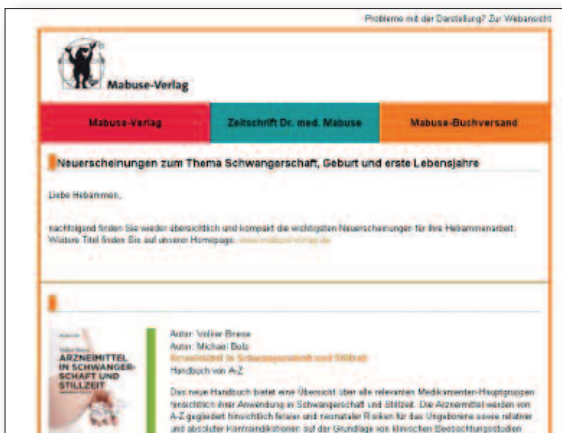 Probleme mit der Darstellung? Zur Webansicht
Mabuse-Verlag
Mabuse-Verlag
Zeitschrift Dr. med. Mabuse
Mabuse-Buchversand
Neuerscheinungen zum Thema Schwangerschaft, Geburt und erste Lebensjahre
Liebe Hebammen,
nachfolgend finden Sie wieder übersichtlich und kompakt die wichtigsten Neuerscheinungen für Ihre Hebammenarbeit.
Weitere Titel finden Sie auf unserer Homepage: www.mabuse-verlag.de
ARZNEIMITTEL
IN SCHWANGER-
SCHAFT UND
STILLZEIT
Autor: Volker Briese
Autor: Michael Bolz
Arzneimittel in Schwangerschaft und Stillzeit
Handbuch von A-Z
Das neue Handbuch bietet eine Übersicht über alle relevanten Medikamenten-Hauptgruppen
hinsichtlich ihrer Anwendung in Schwangerschaft und Stillzeit. Die Arzneimittel werden von
A-Z gegliedert hinsichtlich fetaler und neonataler Risiken für das Ungeborene sowie relativer
und absoluter Kontraindikationen auf der Grundlage von klinischen Beobachtungsstudien